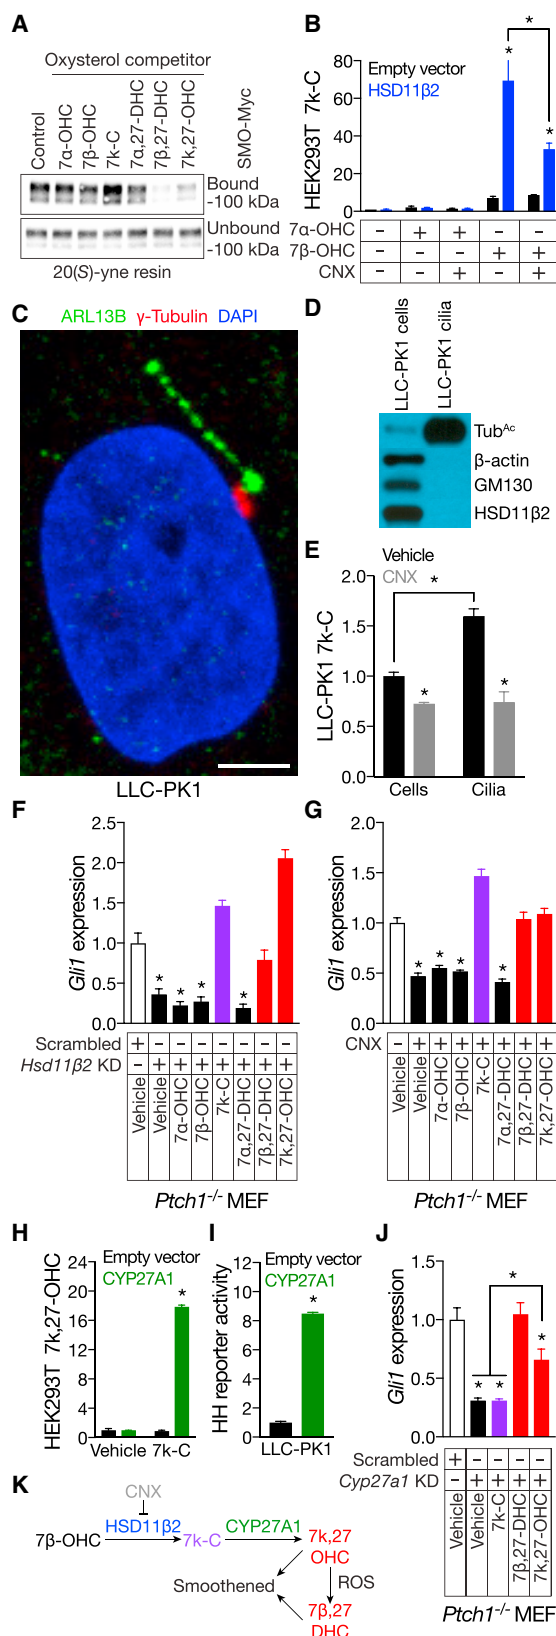 A
Oxysterol competitor
Control
7α-OHC
7β-OHC
7k-C
7α,27-DHC
7β,27-DHC
7k,27-OHC
SMO-Myc
Bound
-100 kDa
Unbound
-100 kDa
20(S)-yne resin
B
Empty vector
HSD11β2
HEK293T 7k-C
80
60
40
20
0
*
*
*
7α-OHC - + + - -
7β-OHC - - - + +
CNX - - + - +
C
ARL13B γ-Tubulin DAPI
LLC-PK1
D
LLC-PK1 cells
LLC-PK1 cilia
TubAc
β-actin
GM130
HSD11β2
E
Vehicle
CNX
LLC-PK1 7k-C
2.0
1.5
1.0
0.5
0.0
*
*
*
Cells Cilia
F
Gli1 expression
2.5
2.0
1.5
1.0
0.5
0.0
* * * *
Scrambled + - - - - - - -
Hsd11β2 KD - + + + + + + +
Vehicle
Vehicle
7α-OHC
7β-OHC
7k-C
7α,27-DHC
7β,27-DHC
7k,27-OHC
Ptch1-/- MEF
G
Gli1 expression
2.0
1.5
1.0
0.5
0.0
* * * *
CNX - + + + + + + +
Vehicle
Vehicle
7α-OHC
7β-OHC
7k-C
7α,27-DHC
7β,27-DHC
7k,27-OHC
Ptch1-/- MEF
H
Empty vector
CYP27A1
HEK293T 7k,27-OHC
24
20
16
12
8
4
0
*
Vehicle 7k-C
I
Empty vector
CYP27A1
HH reporter activity
12
10
8
6
4
2
0
*
LLC-PK1
J
Gli1 expression
1.5
1.0
0.5
0.0
*
* * *
Scrambled + - - - -
Cyp27a1 KD - + + + +
Vehicle
Vehicle
7k-C
7β,27-DHC
7k,27-OHC
Ptch1-/- MEF
K
CNX
HSD11β2
CYP27A1
7β-OHC
7k-C
7k,27
OHC
Smoothened
ROS
7β,27
DHC